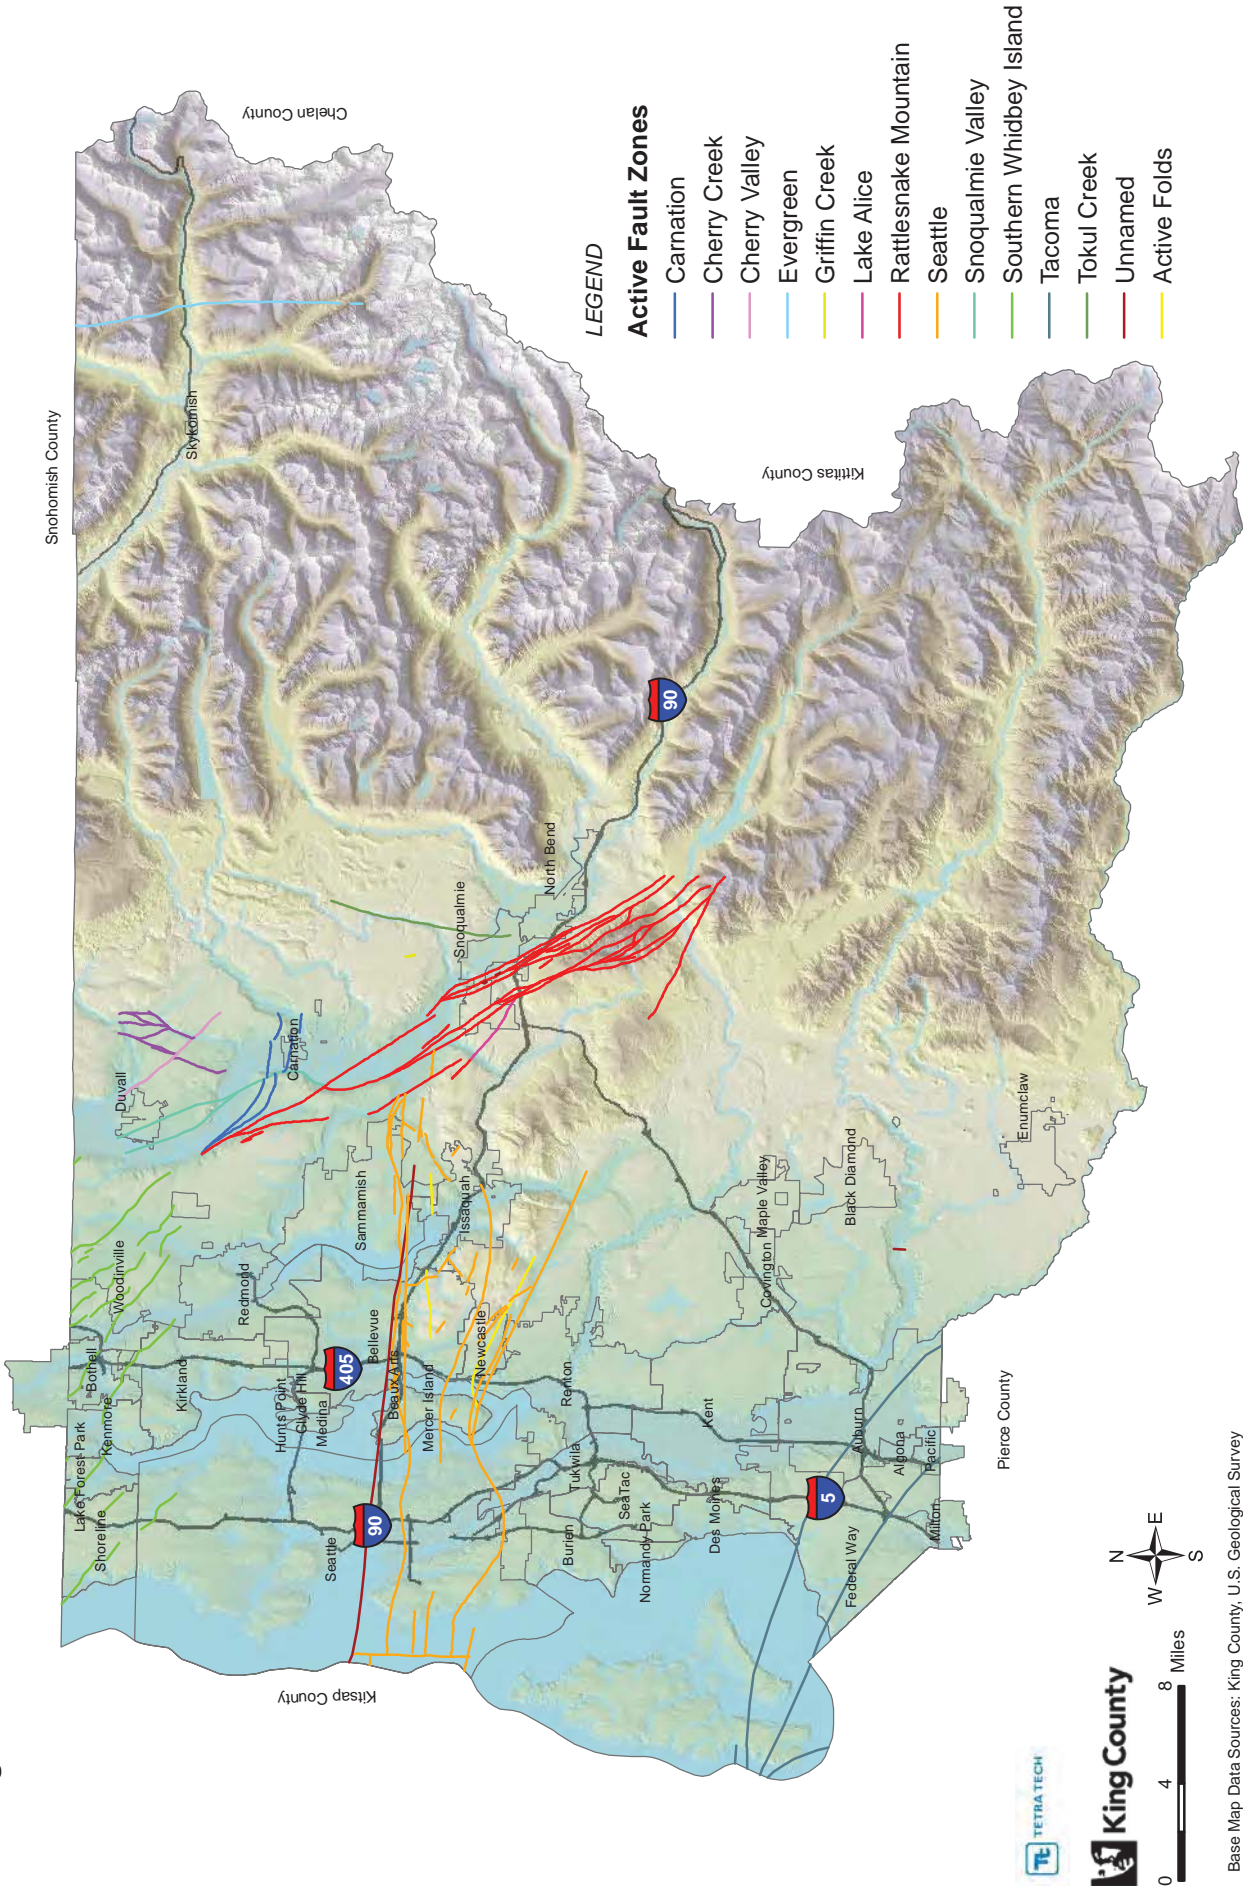 Snohomish County
Chelan County
Kittitas County
Pierce County
Kitsap County
Skykomish
Duvall
Carnation
Snoqualmie
North Bend
Sammamish
Issaquah
Woodinville
Redmond
Bothell
Kirkland
Kenmore
Lake Forest Park
Shoreline
Hunts Point
Clyde Hill
Medina
Bellevue
Beaux Arts
Mercer Island
Newcastle
Seattle
Renton
Tukwila
SeaTac
Burien
Normandy Park
Des Moines
Kent
Covington
Maple Valley
Black Diamond
Enumclaw
Auburn
Algona
Pacific
Milton
Federal Way
405
90
90
5
LEGEND
Active Fault Zones
Carnation
Cherry Creek
Cherry Valley
Evergreen
Griffin Creek
Lake Alice
Rattlesnake Mountain
Seattle
Snoqualmie Valley
Southern Whidbey Island
Tacoma
Tokul Creek
Unnamed
Active Folds
TETRA TECH
King County
N
W
E
S
0 4 8
Miles
Base Map Data Sources: King County, U.S. Geological Survey